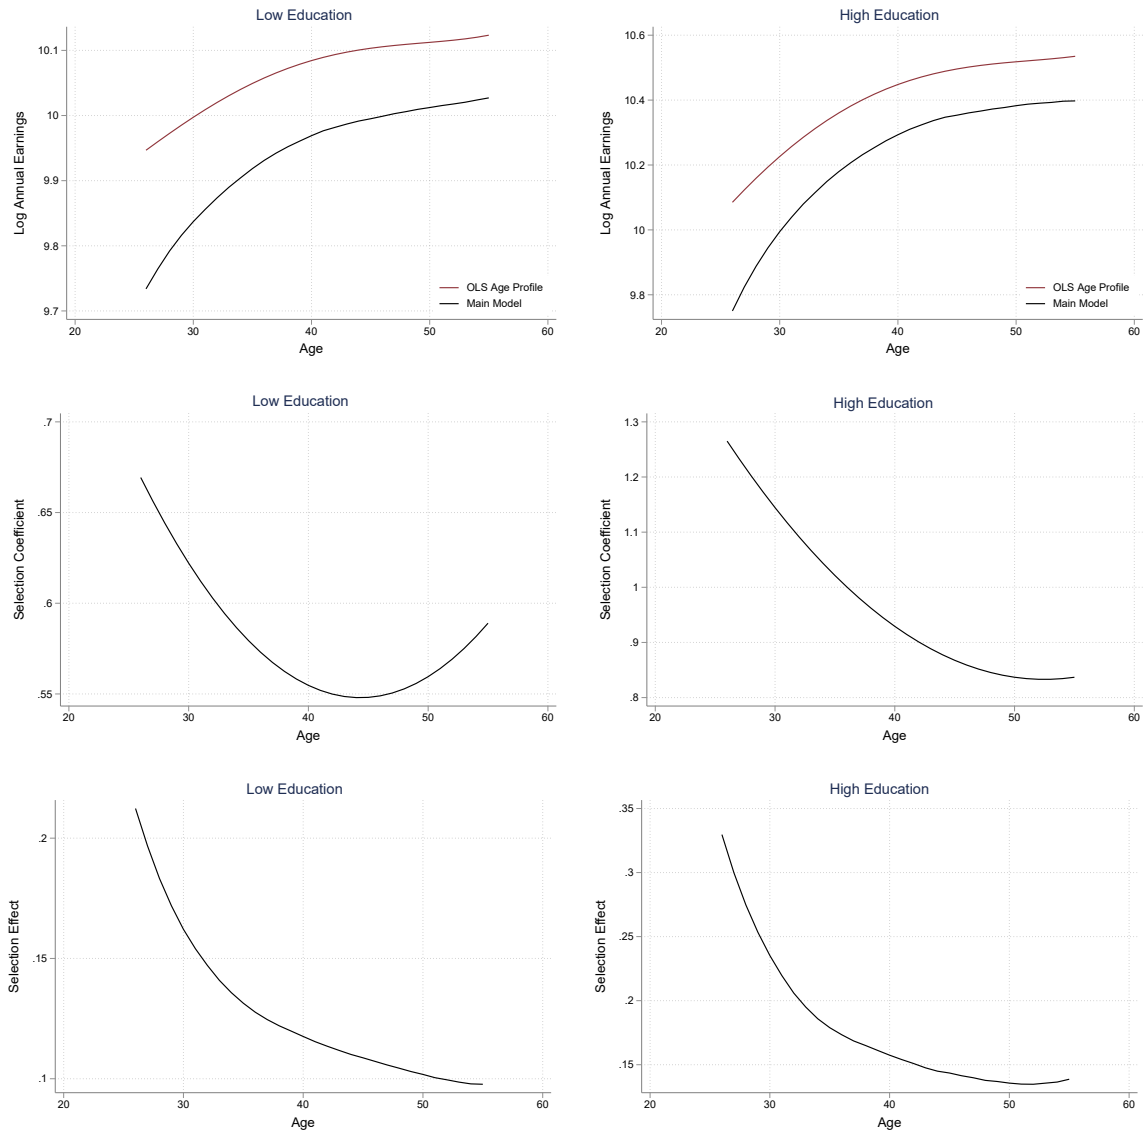 Low Education
High Education
Log Annual Earnings
10.1
10
9.9
9.8
9.7
OLS Age Profile
Main Model
20
30
40
50
60
Age
Log Annual Earnings
10.6
10.4
10.2
10
9.8
OLS Age Profile
Main Model
20
30
40
50
60
Age
Low Education
High Education
Selection Coefficient
.7
.65
.6
.55
20
30
40
50
60
Age
Selection Coefficient
1.3
1.2
1.1
1
.9
.8
20
30
40
50
60
Age
Low Education
High Education
Selection Effect
.2
.15
.1
20
30
40
50
60
Age
Selection Effect
.35
.3
.25
.2
.15
20
30
40
50
60
Age